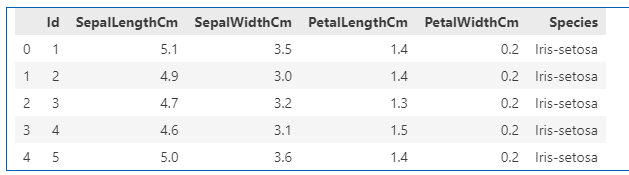 Id SepalLengthCm SepalWidthCm PetalLengthCm PetalWidthCm Species
0 1 5.1 3.5 1.4 0.2 Iris-setosa
1 2 4.9 3.0 1.4 0.2 Iris-setosa
2 3 4.7 3.2 1.3 0.2 Iris-setosa
3 4 4.6 3.1 1.5 0.2 Iris-setosa
4 5 5.0 3.6 1.4 0.2 Iris-setosa